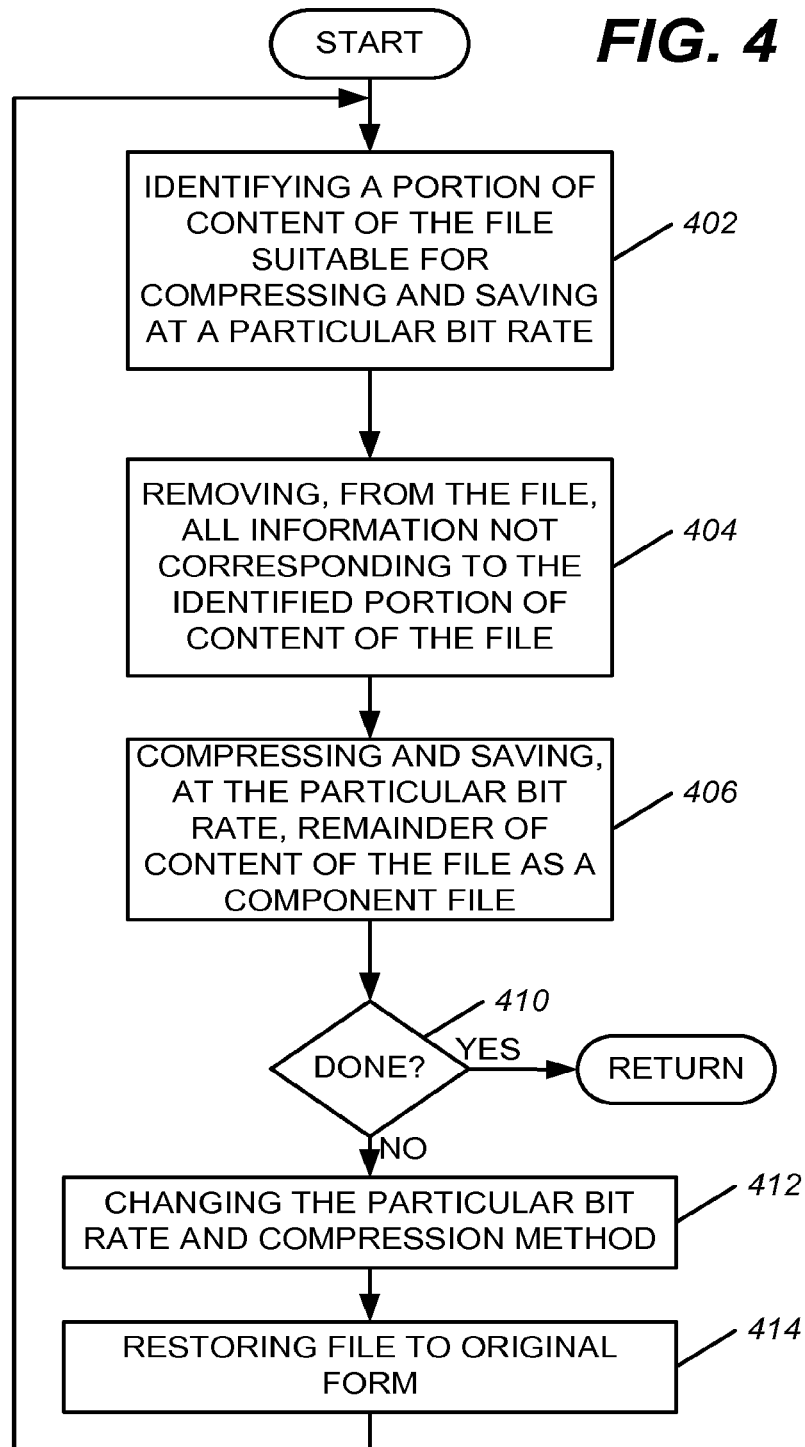 START
FIG. 4
IDENTIFYING A PORTION OF
CONTENT OF THE FILE
SUITABLE FOR
COMPRESSING AND SAVING
AT A PARTICULAR BIT RATE
402
REMOVING, FROM THE FILE,
ALL INFORMATION NOT
CORRESPONDING TO THE
IDENTIFIED PORTION OF
CONTENT OF THE FILE
404
COMPRESSING AND SAVING,
AT THE PARTICULAR BIT
RATE, REMAINDER OF
CONTENT OF THE FILE AS A
COMPONENT FILE
406
410
DONE?
YES
RETURN
NO
CHANGING THE PARTICULAR BIT
RATE AND COMPRESSION METHOD
412
RESTORING FILE TO ORIGINAL
FORM
414